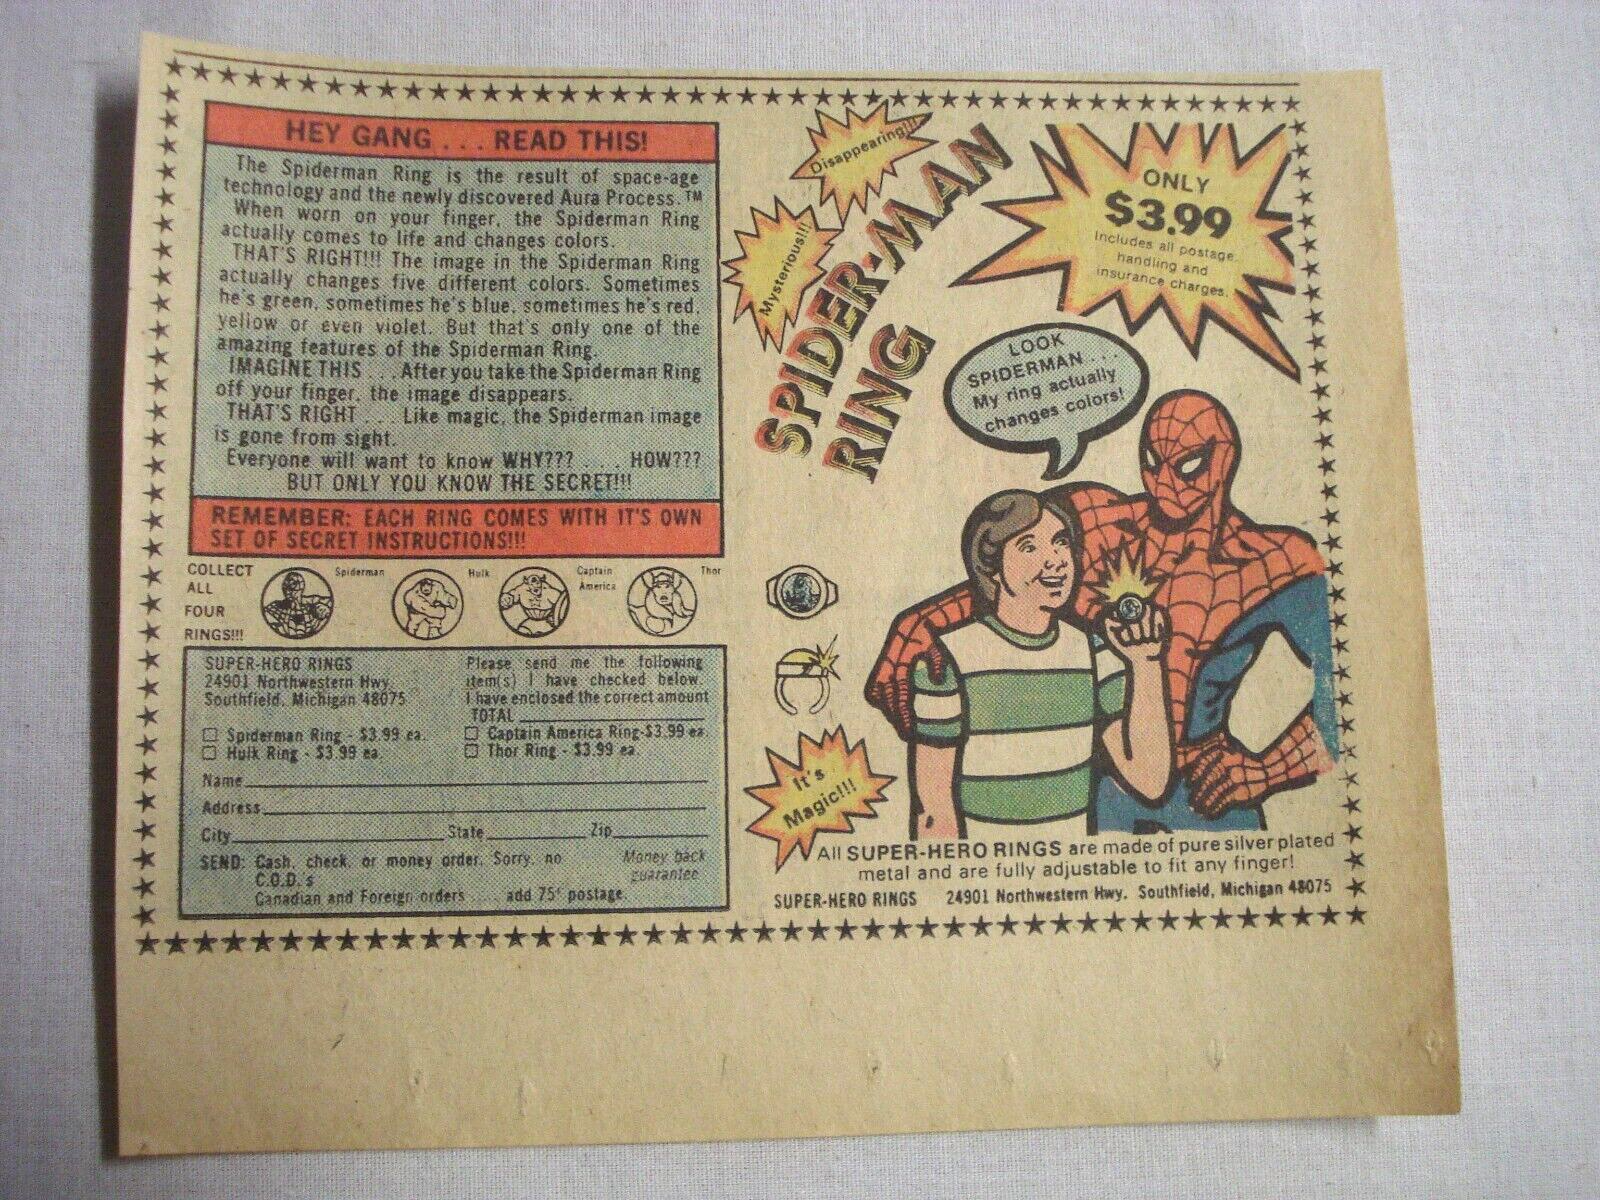 HEY GANG . . . READ THIS!
The Spiderman Ring is the result of space-age
technology and the newly discovered Aura Process.™
When worn on your finger, the Spiderman Ring
actually comes to life and changes colors.
THAT'S RIGHT!!! The image in the Spiderman Ring
actually changes five different colors. Sometimes
he's green, sometimes he's blue, sometimes he's red,
yellow or even violet. But that's only one of the
amazing features of the Spiderman Ring.
IMAGINE THIS . . . After you take the Spiderman Ring
off your finger, the image disappears.
THAT'S RIGHT . . . Like magic, the Spiderman image
is gone from sight.
Everyone will want to know WHY??? . . . . HOW???
BUT ONLY YOU KNOW THE SECRET!!!
REMEMBER: EACH RING COMES WITH IT'S OWN
SET OF SECRET INSTRUCTIONS!!!
COLLECT
ALL
FOUR
RINGS!!!
Spiderman
Hulk
Captain
America
Thor
SUPER-HERO RINGS
24901 Northwestern Hwy.
Southfield, Michigan 48075
Please send me the following
item(s) I have checked below.
I have enclosed the correct amount
TOTAL
Spiderman Ring - $3.99 ea.
Captain America Ring-$3.99 ea.
Hulk Ring - $3.99 ea.
Thor Ring - $3.99 ea.
Name
Address
City State Zip
SEND: Cash, check, or money order. Sorry, no
C.O.D.'s
Canadian and Foreign orders . . . . add 75¢ postage.
Money back
guarantee
Disappearing!!!
Mysterious!!!
SPIDER-MAN
RING
ONLY
$3.99
Includes all postage,
handling and
insurance charges.
LOOK
SPIDERMAN . . .
My ring actually
changes colors!
It's
Magic!!!
All SUPER-HERO RINGS are made of pure silver plated
metal and are fully adjustable to fit any finger!
SUPER-HERO RINGS 24901 Northwestern Hwy. Southfield, Michigan 48075